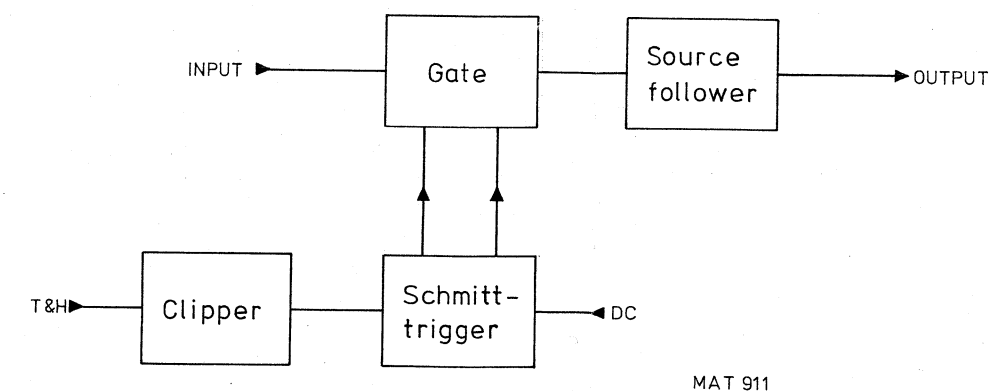 INPUT
Gate
Source
follower
OUTPUT
T&H
Clipper
Schmitt-
trigger
DC
MAT 911